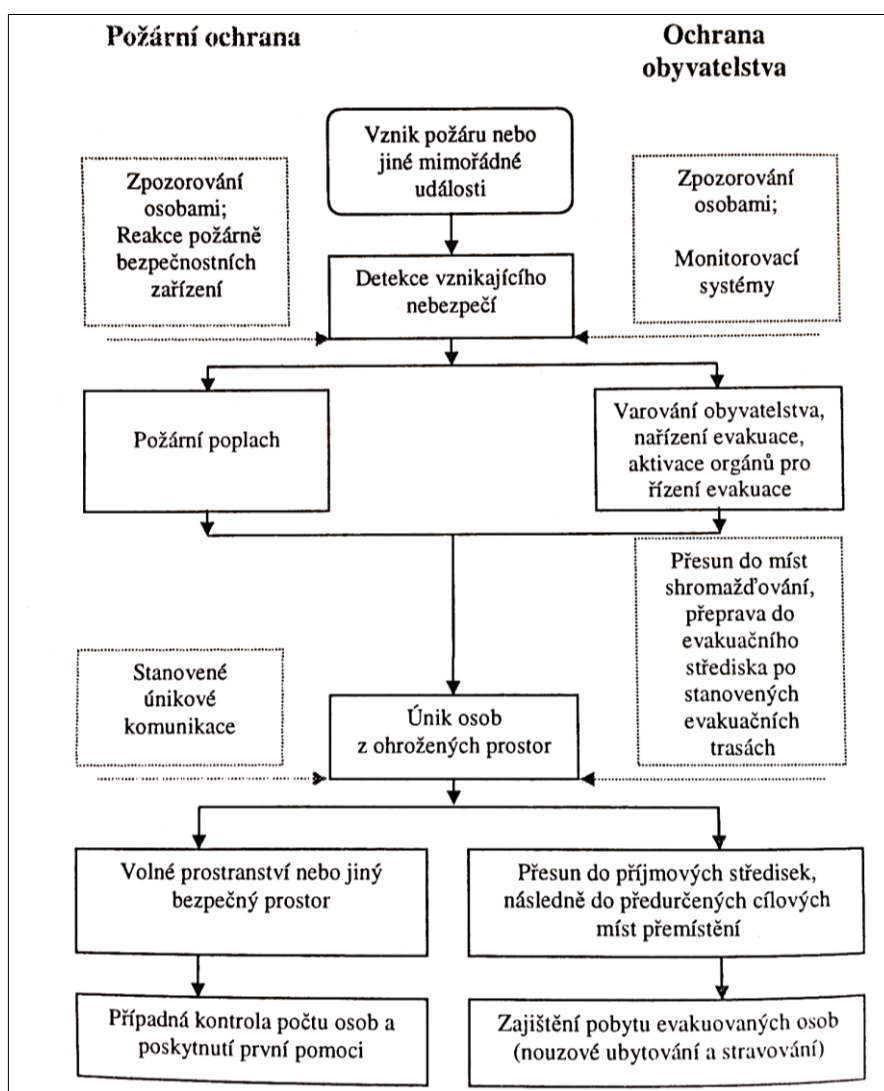 Požární ochrana
Ochrana
obyvatelstva
Vznik požáru nebo
jiné mimořádné
události
Zpozorování
osobami;
Reakce požárně
bezpečnostních
zařízení
Zpozorování
osobami;
Monitorovací
systémy
Detekce vznikajícího
nebezpečí
Požární poplach
Varování obyvatelstva,
nařízení evakuace,
aktivace orgánů pro
řízení evakuace
Přesun do míst
shromažďování,
přeprava do
evakuačního
střediska po
stanovených
evakuačních
trasách
Stanovené
únikové
komunikace
Únik osob
z ohrožených prostor
Volné prostranství nebo jiný
bezpečný prostor
Přesun do příjmových středisek,
následně do předurčených cílových
míst přemístění
Případná kontrola počtu osob a
poskytnutí první pomoci
Zajištění pobytu evakuovaných osob
(nouzové ubytování a stravování)